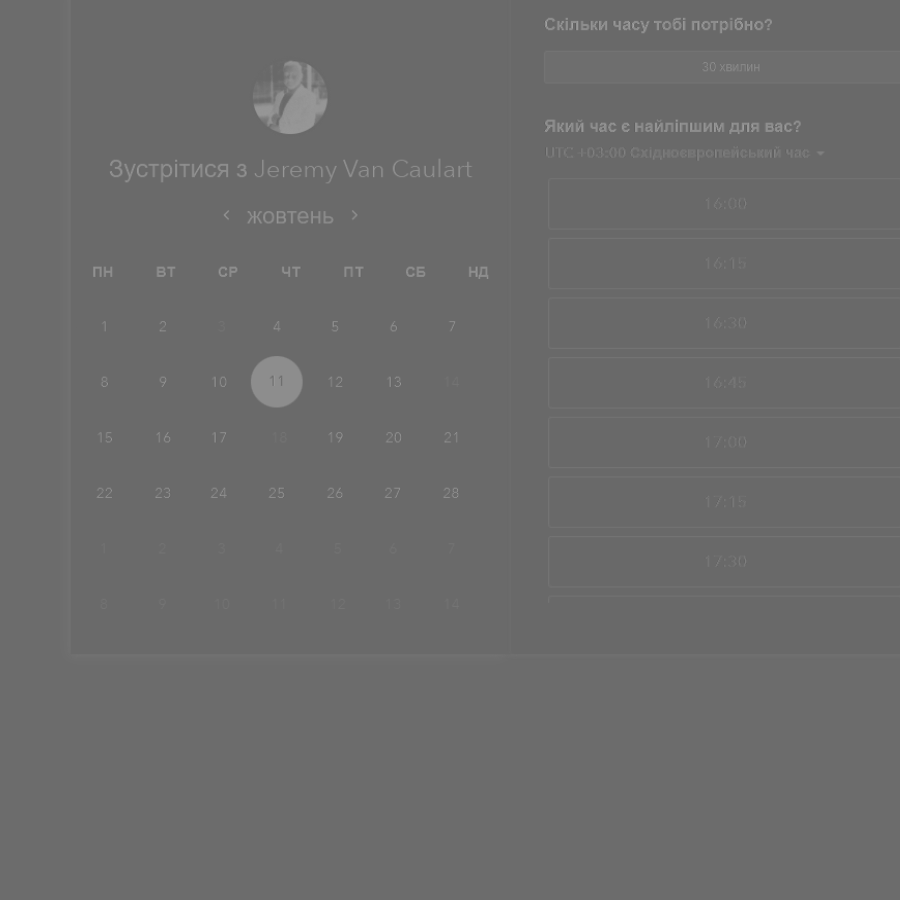 Зустрітися з Jeremy Van Caulart
< жовтень >
ПН ВТ СР ЧТ ПТ СБ НД
1 2 3 4 5 6 7
8 9 10 11 12 13 14
15 16 17 18 19 20 21
22 23 24 25 26 27 28
1 2 3 4 5 6 7
8 9 10 11 12 13 14
Скільки часу тобі потрібно?
30 хвилин
Який час є найліпшим для вас?
UTC +03:00 Східноєвропейський час
16:00
16:15
16:30
16:45
17:00
17:15
17:30